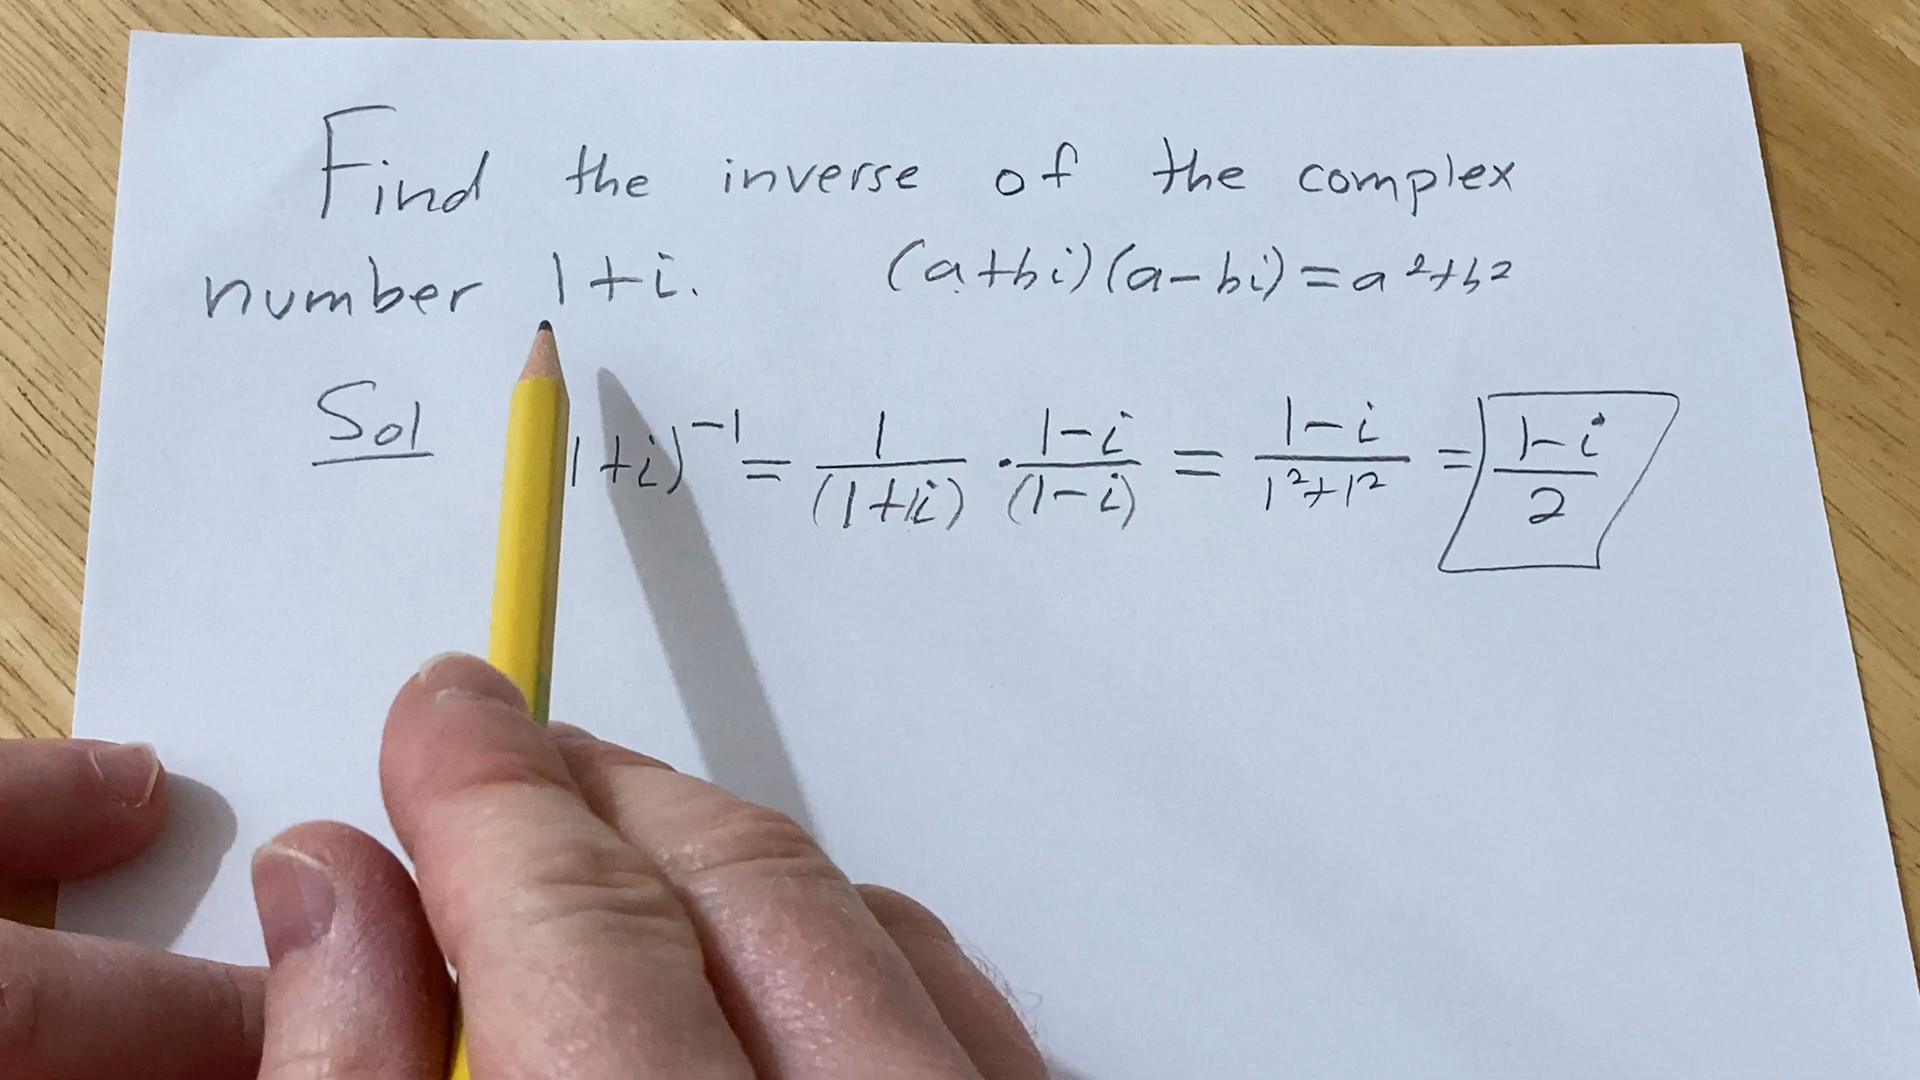 Find the inverse of the complex
number 1+i. (a+bi)(a-bi)=a²+b²
Sol 1+i)⁻¹ = 1/(1+1i) · 1-i/(1-i) = 1-i/1²+1² = 1-i/2